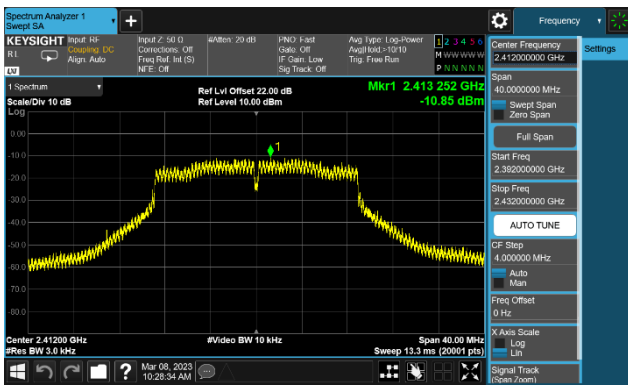 Spectrum Analyzer 1
Swept SA
Frequency
KEYSIGHT
Input: RF
Coupling: DC
Align: Auto
Input Z: 50 Ω
Corrections: Off
Freq Ref: Int (S)
NFE: Off
#Atten: 20 dB
PNO: Fast
Gate: Off
IF Gain: Low
Sig Track: Off
Avg Type: Log-Power
Avg|Hold:>10/10
Trig: Free Run
1 2 3 4 5 6
M W W W W W
P N N N N N
LXI
Center Frequency
2.412000000 GHz
Settings
Span
40.0000000 MHz
Swept Span
Zero Span
Full Span
Start Freq
2.392000000 GHz
Stop Freq
2.432000000 GHz
AUTO TUNE
CF Step
4.000000 MHz
Auto
Man
Freq Offset
0 Hz
X Axis Scale
Log
Lin
Signal Track
(Span Zoom)
1 Spectrum
Scale/Div 10 dB
Log
Ref Lvl Offset 22.00 dB
Ref Level 10.00 dBm
Mkr1 2.413 252 GHz
-10.85 dBm
1
0.00
-10.0
-20.0
-30.0
-40.0
-50.0
-60.0
-70.0
-80.0
Center 2.41200 GHz
#Res BW 3.0 kHz
#Video BW 10 kHz
Span 40.00 MHz
Sweep 13.3 ms (20001 pts)
?
Mar 08, 2023
10:28:34 AM